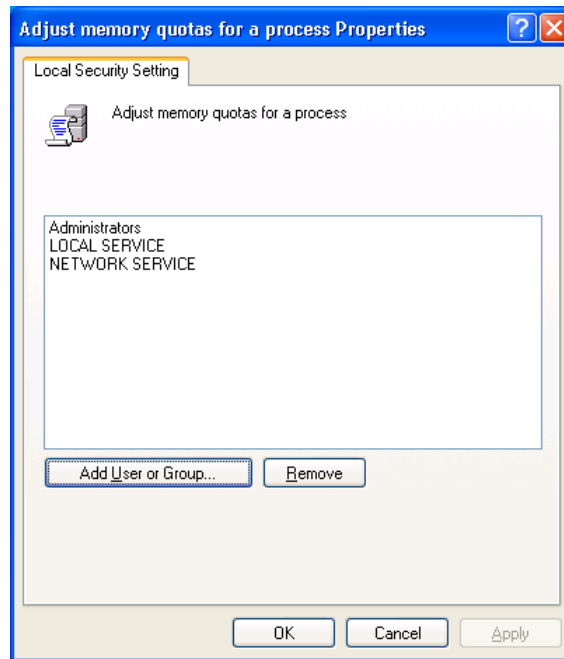 Adjust memory quotas for a process Properties
Local Security Setting
Adjust memory quotas for a process
Administrators
LOCAL SERVICE
NETWORK SERVICE
Add User or Group... Remove
OK Cancel Apply